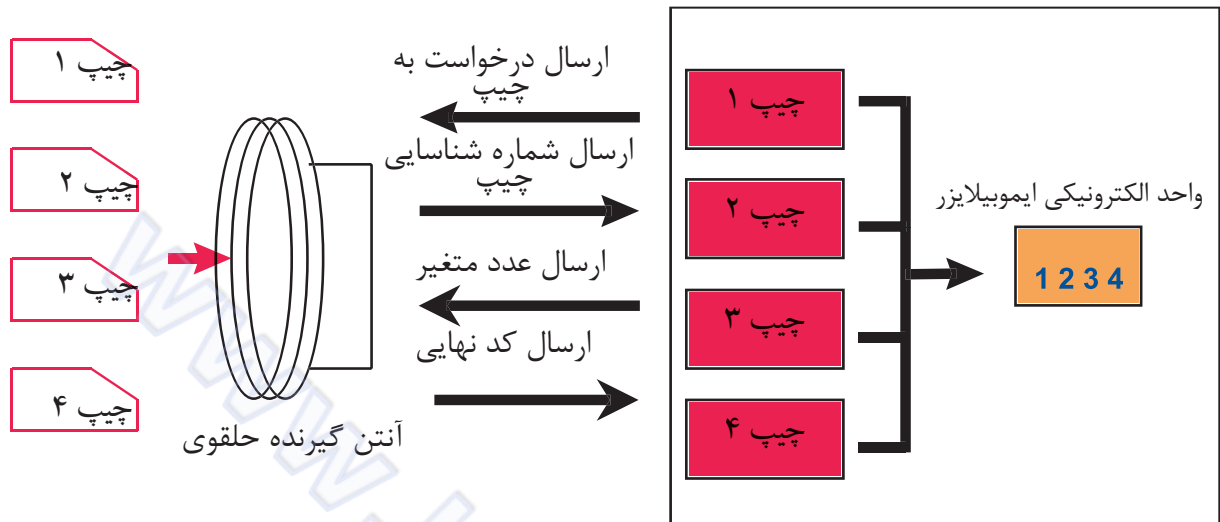 چیپ ۱
چیپ ۲
چیپ ۳
چیپ ۴
آنتن گیرنده حلقوی
ارسال درخواست به
چیپ
ارسال شماره شناسایی
چیپ
ارسال عدد متغیر
ارسال کد نهایی
چیپ ۱
چیپ ۲
چیپ ۳
چیپ ۴
واحد الکترونیکی ایموبیلایزر
1 2 3 4